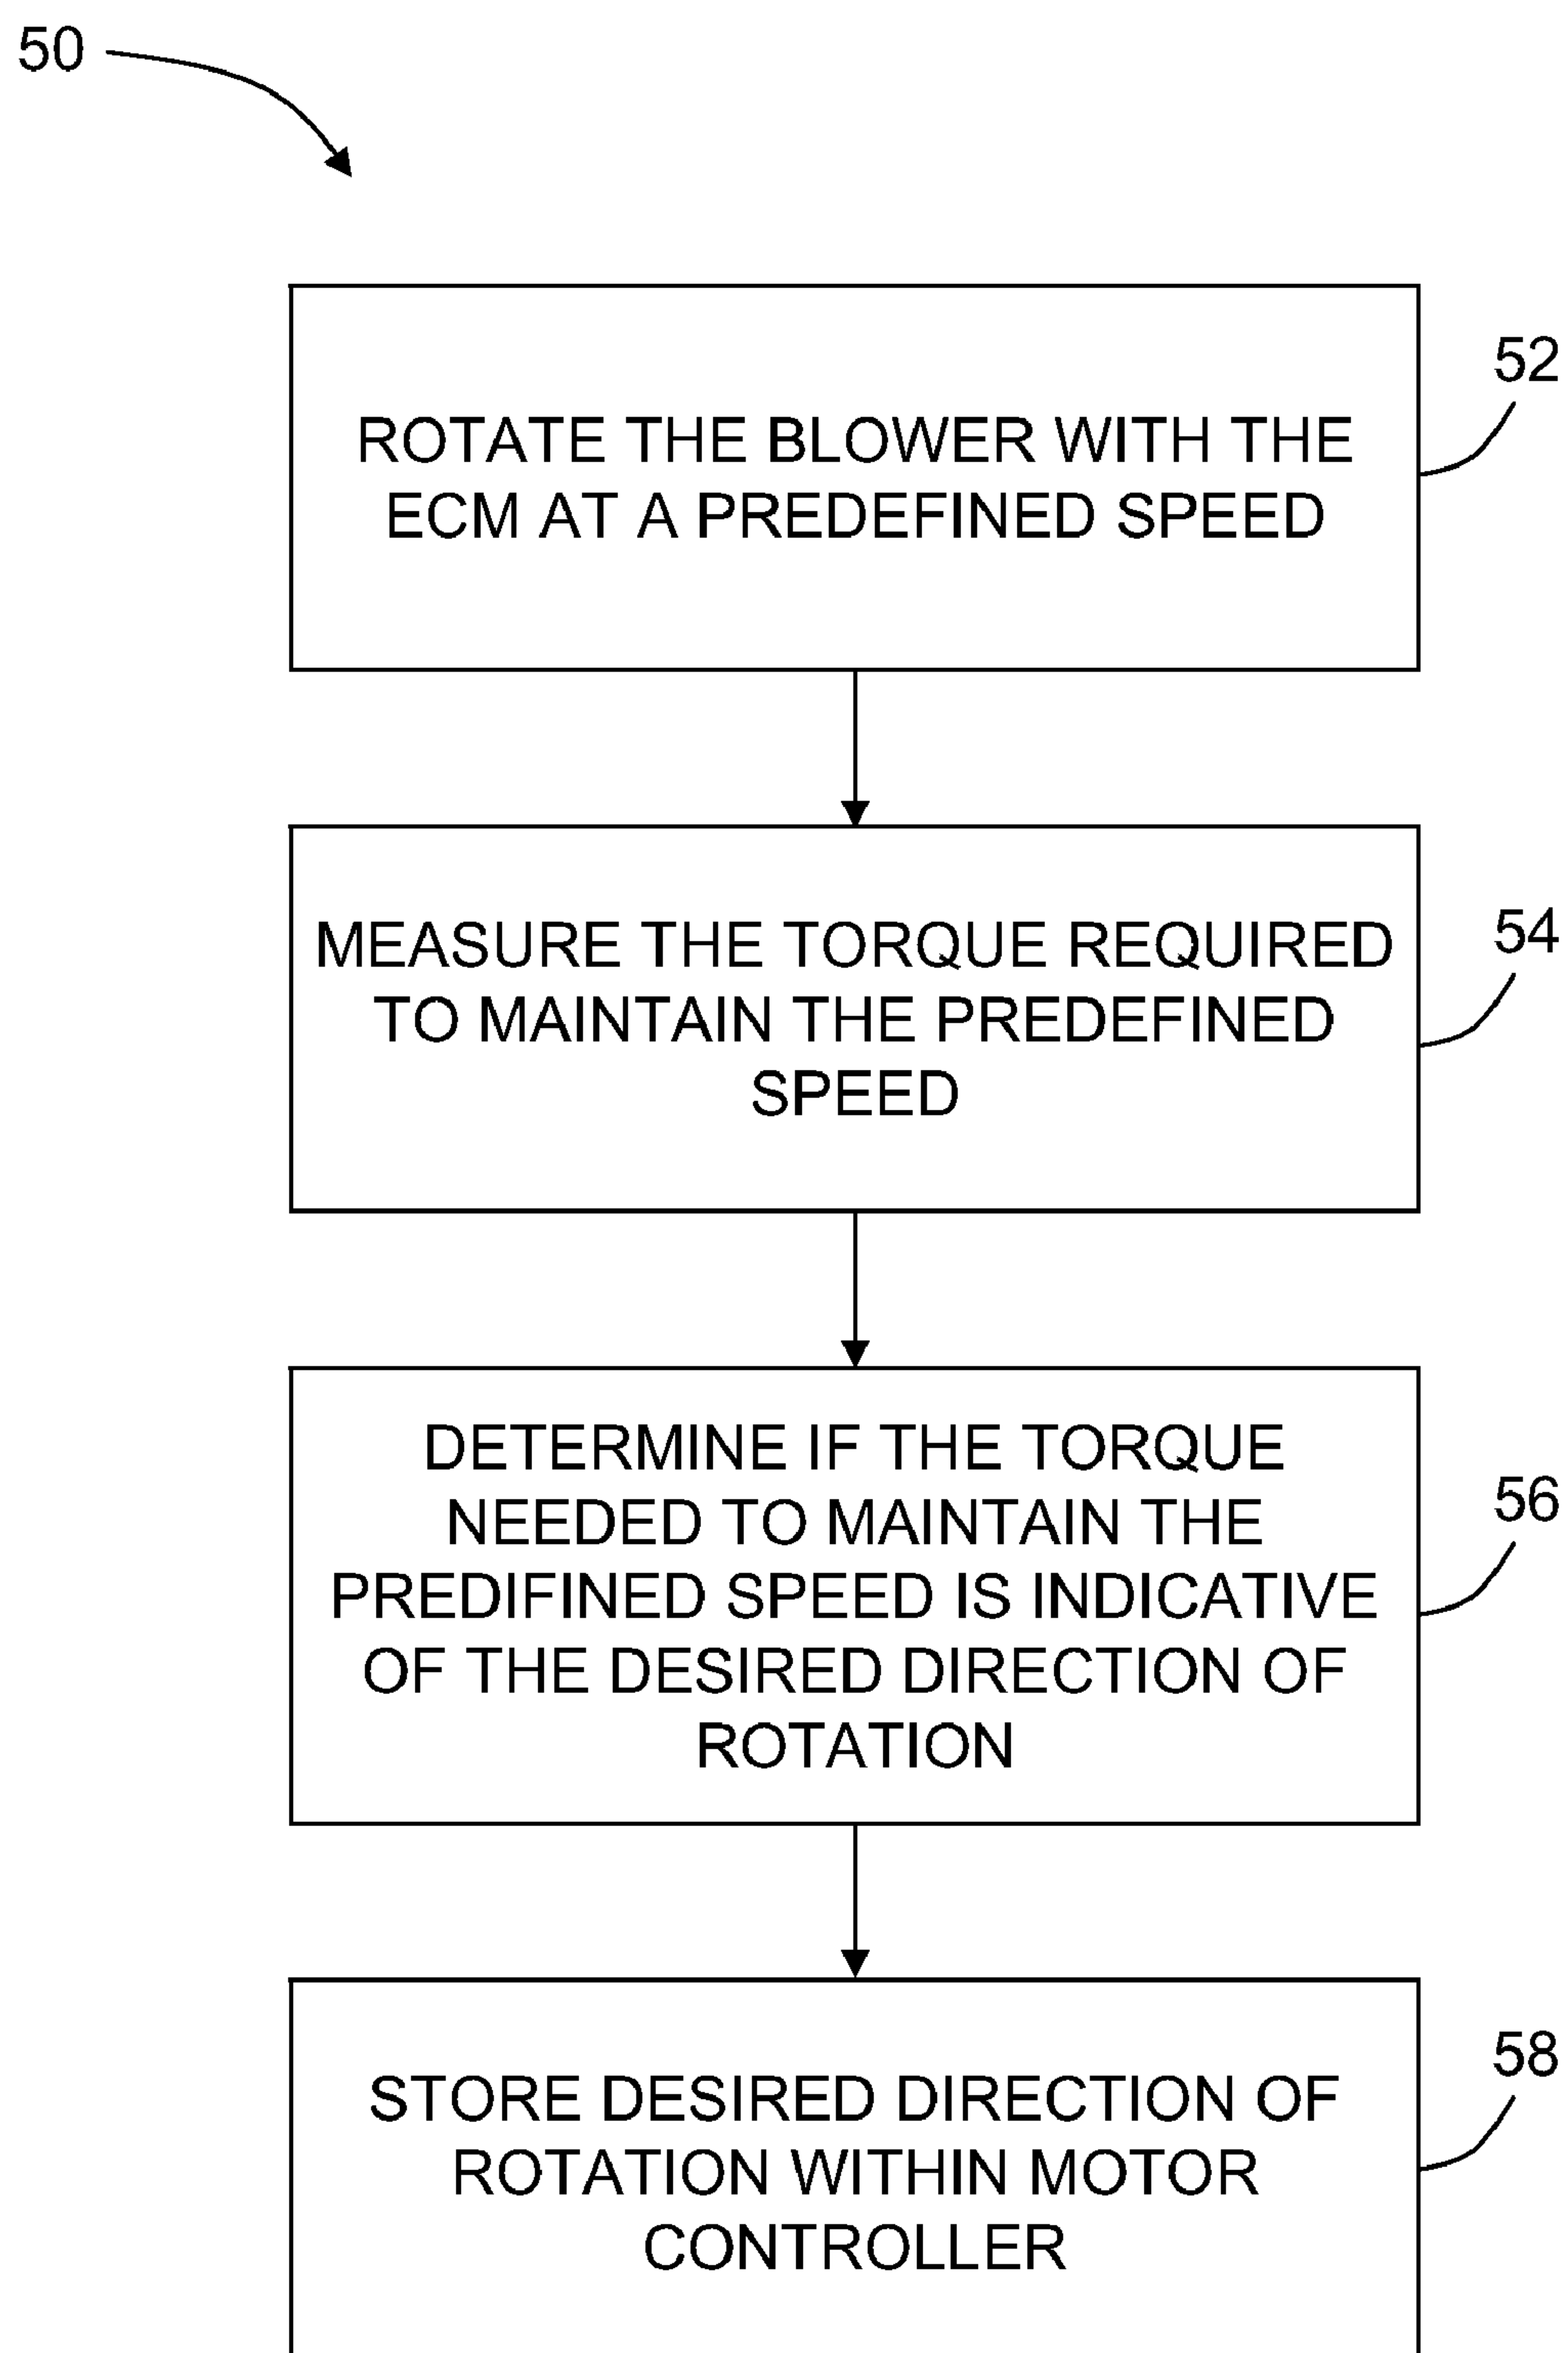 50
52
ROTATE THE BLOWER WITH THE
ECM AT A PREDEFINED SPEED
54
MEASURE THE TORQUE REQUIRED
TO MAINTAIN THE PREDEFINED
SPEED
56
DETERMINE IF THE TORQUE
NEEDED TO MAINTAIN THE
PREDIFINED SPEED IS INDICATIVE
OF THE DESIRED DIRECTION OF
ROTATION
58
STORE DESIRED DIRECTION OF
ROTATION WITHIN MOTOR
CONTROLLER